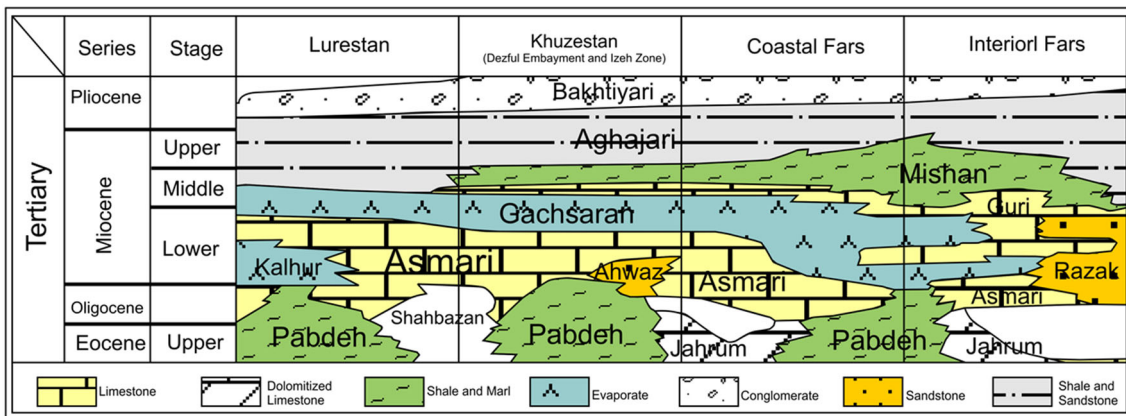 Series Stage Lurestan Khuzestan Coastal Fars Interiorl Fars
(Dezful Embayment and Izeh Zone)
Tertiary
Pliocene
Miocene
Upper
Middle
Lower
Oligocene
Eocene Upper
Bakhtiyari
Aghajari
Mishan
Gachsaran
Guri
Kalhur
Asmari
Ahwaz
Asmari
Razak
Asmari
Shahbazan
Pabdeh
Pabdeh
Jahrum
Pabdeh
Jahrum
Limestone
Dolomitized
Limestone
Shale and Marl
Evaporate
Conglomerate
Sandstone
Shale and
Sandstone